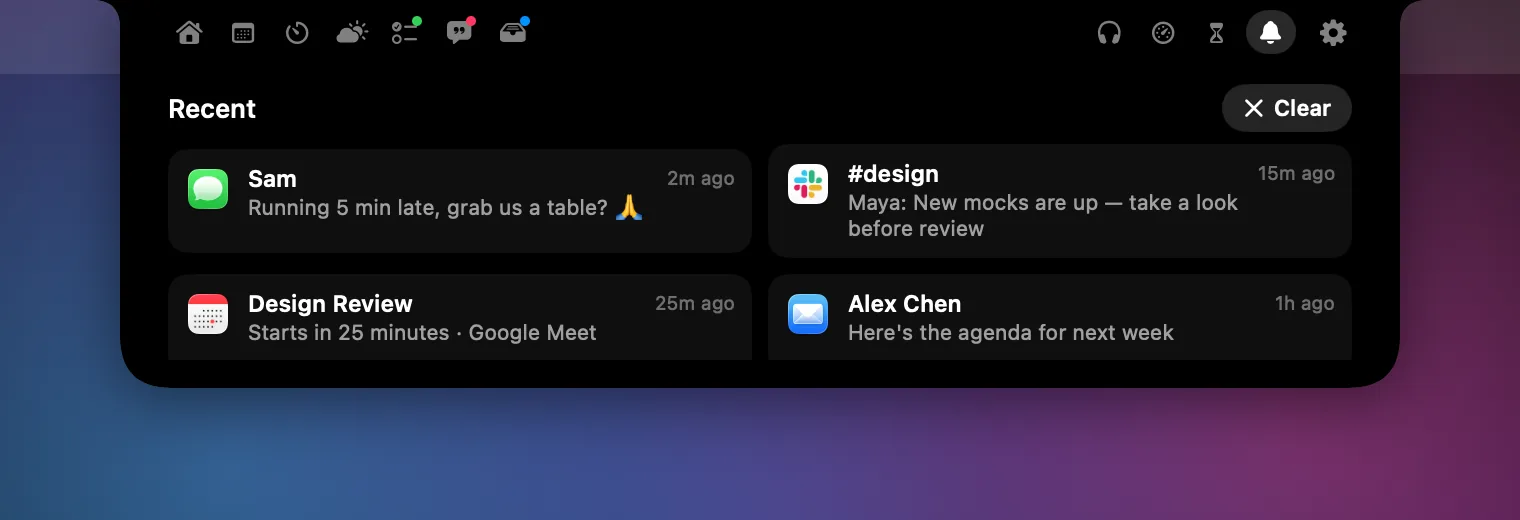 Recent
Clear
Sam
2m ago
Running 5 min late, grab us a table? 🙏
#design
15m ago
Maya: New mocks are up — take a look
before review
Design Review
25m ago
Starts in 25 minutes · Google Meet
Alex Chen
1h ago
Here's the agenda for next week